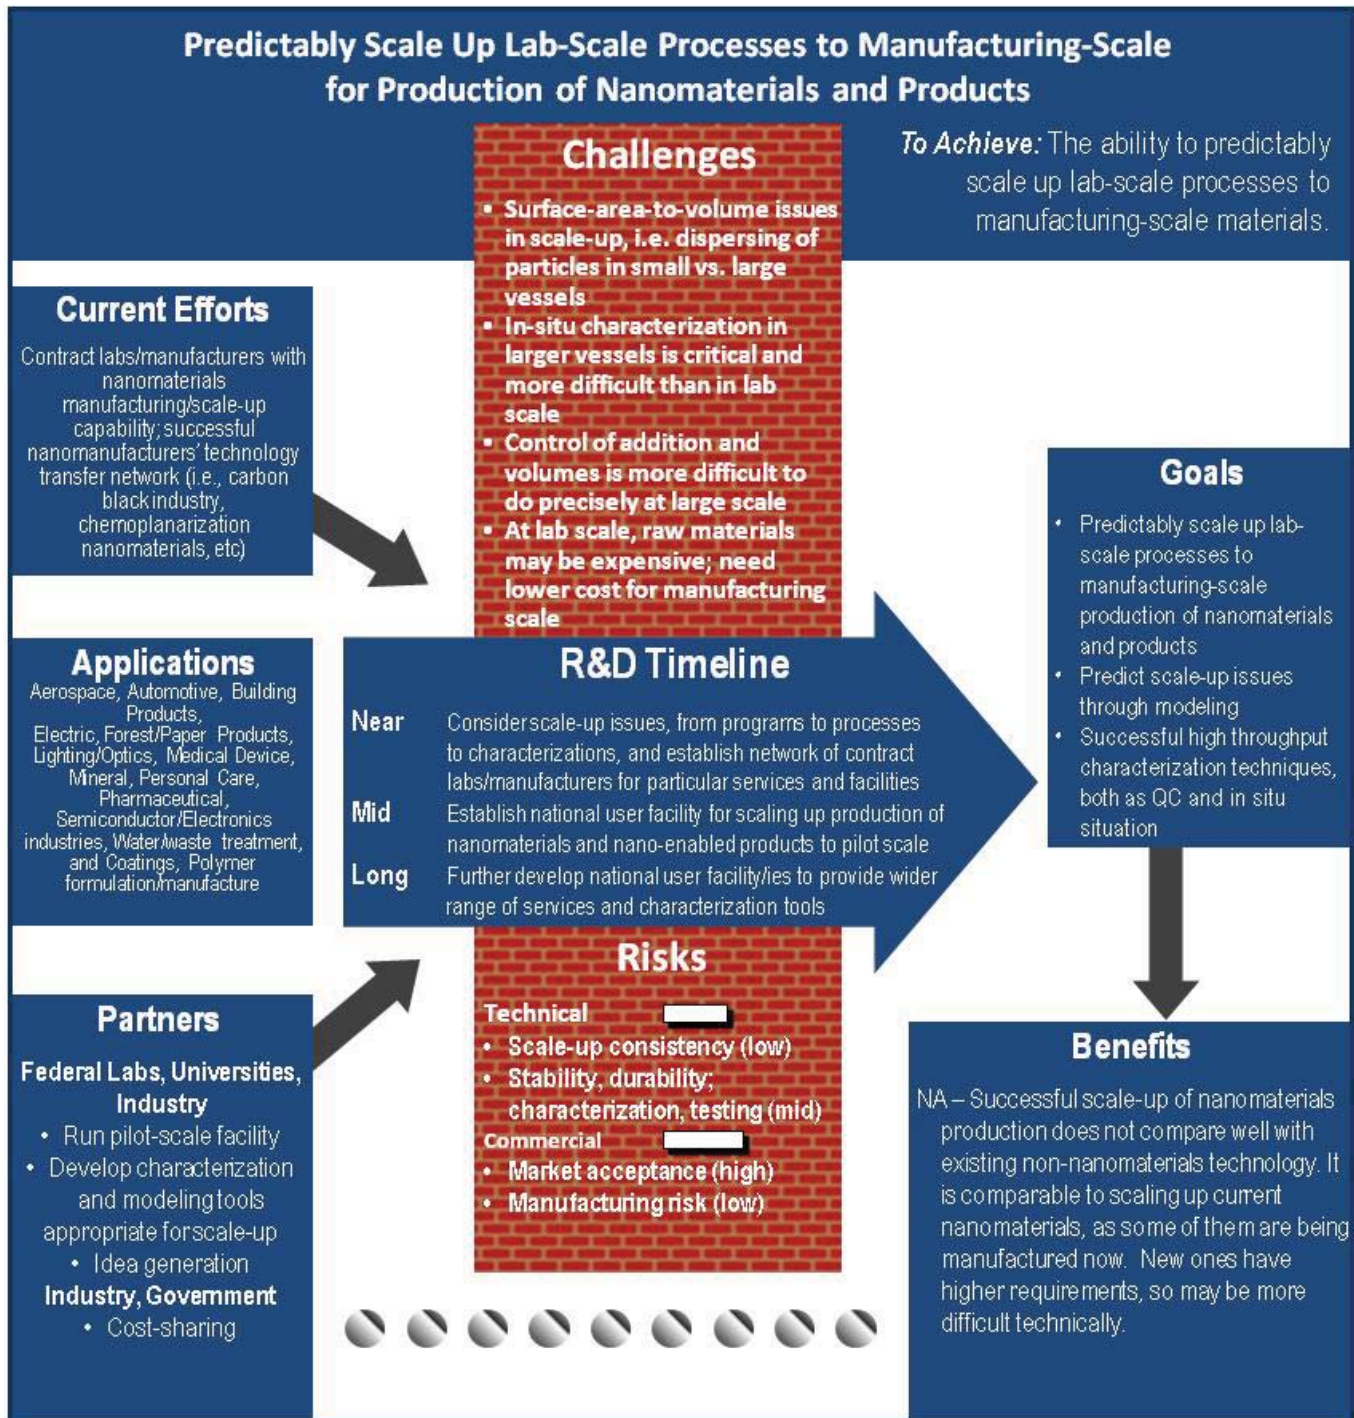 Predictably Scale Up Lab-Scale Processes to Manufacturing-Scale
for Production of Nanomaterials and Products
To Achieve: The ability to predictably
scale up lab-scale processes to
manufacturing-scale materials.
Challenges
• Surface-area-to-volume issues
in scale-up, i.e. dispersing of
particles in small vs. large
vessels
• In-situ characterization in
larger vessels is critical and
more difficult than in lab
scale
• Control of addition and
volumes is more difficult to
do precisely at large scale
• At lab scale, raw materials
may be expensive; need
lower cost for manufacturing
scale
Current Efforts
Contract labs/manufacturers with
nanomaterials
manufacturing/scale-up
capability; successful
nanomanufacturers' technology
transfer network (i.e., carbon
black industry,
chemoplanarization
nanomaterials, etc)
Applications
Aerospace, Automotive, Building
Products,
Electric, Forest/Paper Products,
Lighting/Optics, Medical Device,
Mineral, Personal Care,
Pharmaceutical,
Semiconductor/Electronics
industries, Water/waste treatment,
and Coatings, Polymer
formulation/manufacture
Partners
Federal Labs, Universities,
Industry
• Run pilot-scale facility
• Develop characterization
and modeling tools
appropriate for scale-up
• Idea generation
Industry, Government
• Cost-sharing
R&D Timeline
Near Consider scale-up issues, from programs to processes
to characterizations, and establish network of contract
labs/manufacturers for particular services and facilities
Mid Establish national user facility for scaling up production of
nanomaterials and nano-enabled products to pilot scale
Long Further develop national user facility/ies to provide wider
range of services and characterization tools
Risks
Technical
• Scale-up consistency (low)
• Stability, durability;
characterization, testing (mid)
Commercial
• Market acceptance (high)
• Manufacturing risk (low)
Goals
• Predictably scale up lab-
scale processes to
manufacturing-scale
production of nanomaterials
and products
• Predict scale-up issues
through modeling
• Successful high throughput
characterization techniques,
both as QC and in situ
situation
Benefits
NA – Successful scale-up of nanomaterials
production does not compare well with
existing non-nanomaterials technology. It
is comparable to scaling up current
nanomaterials, as some of them are being
manufactured now. New ones have
higher requirements, so may be more
difficult technically.